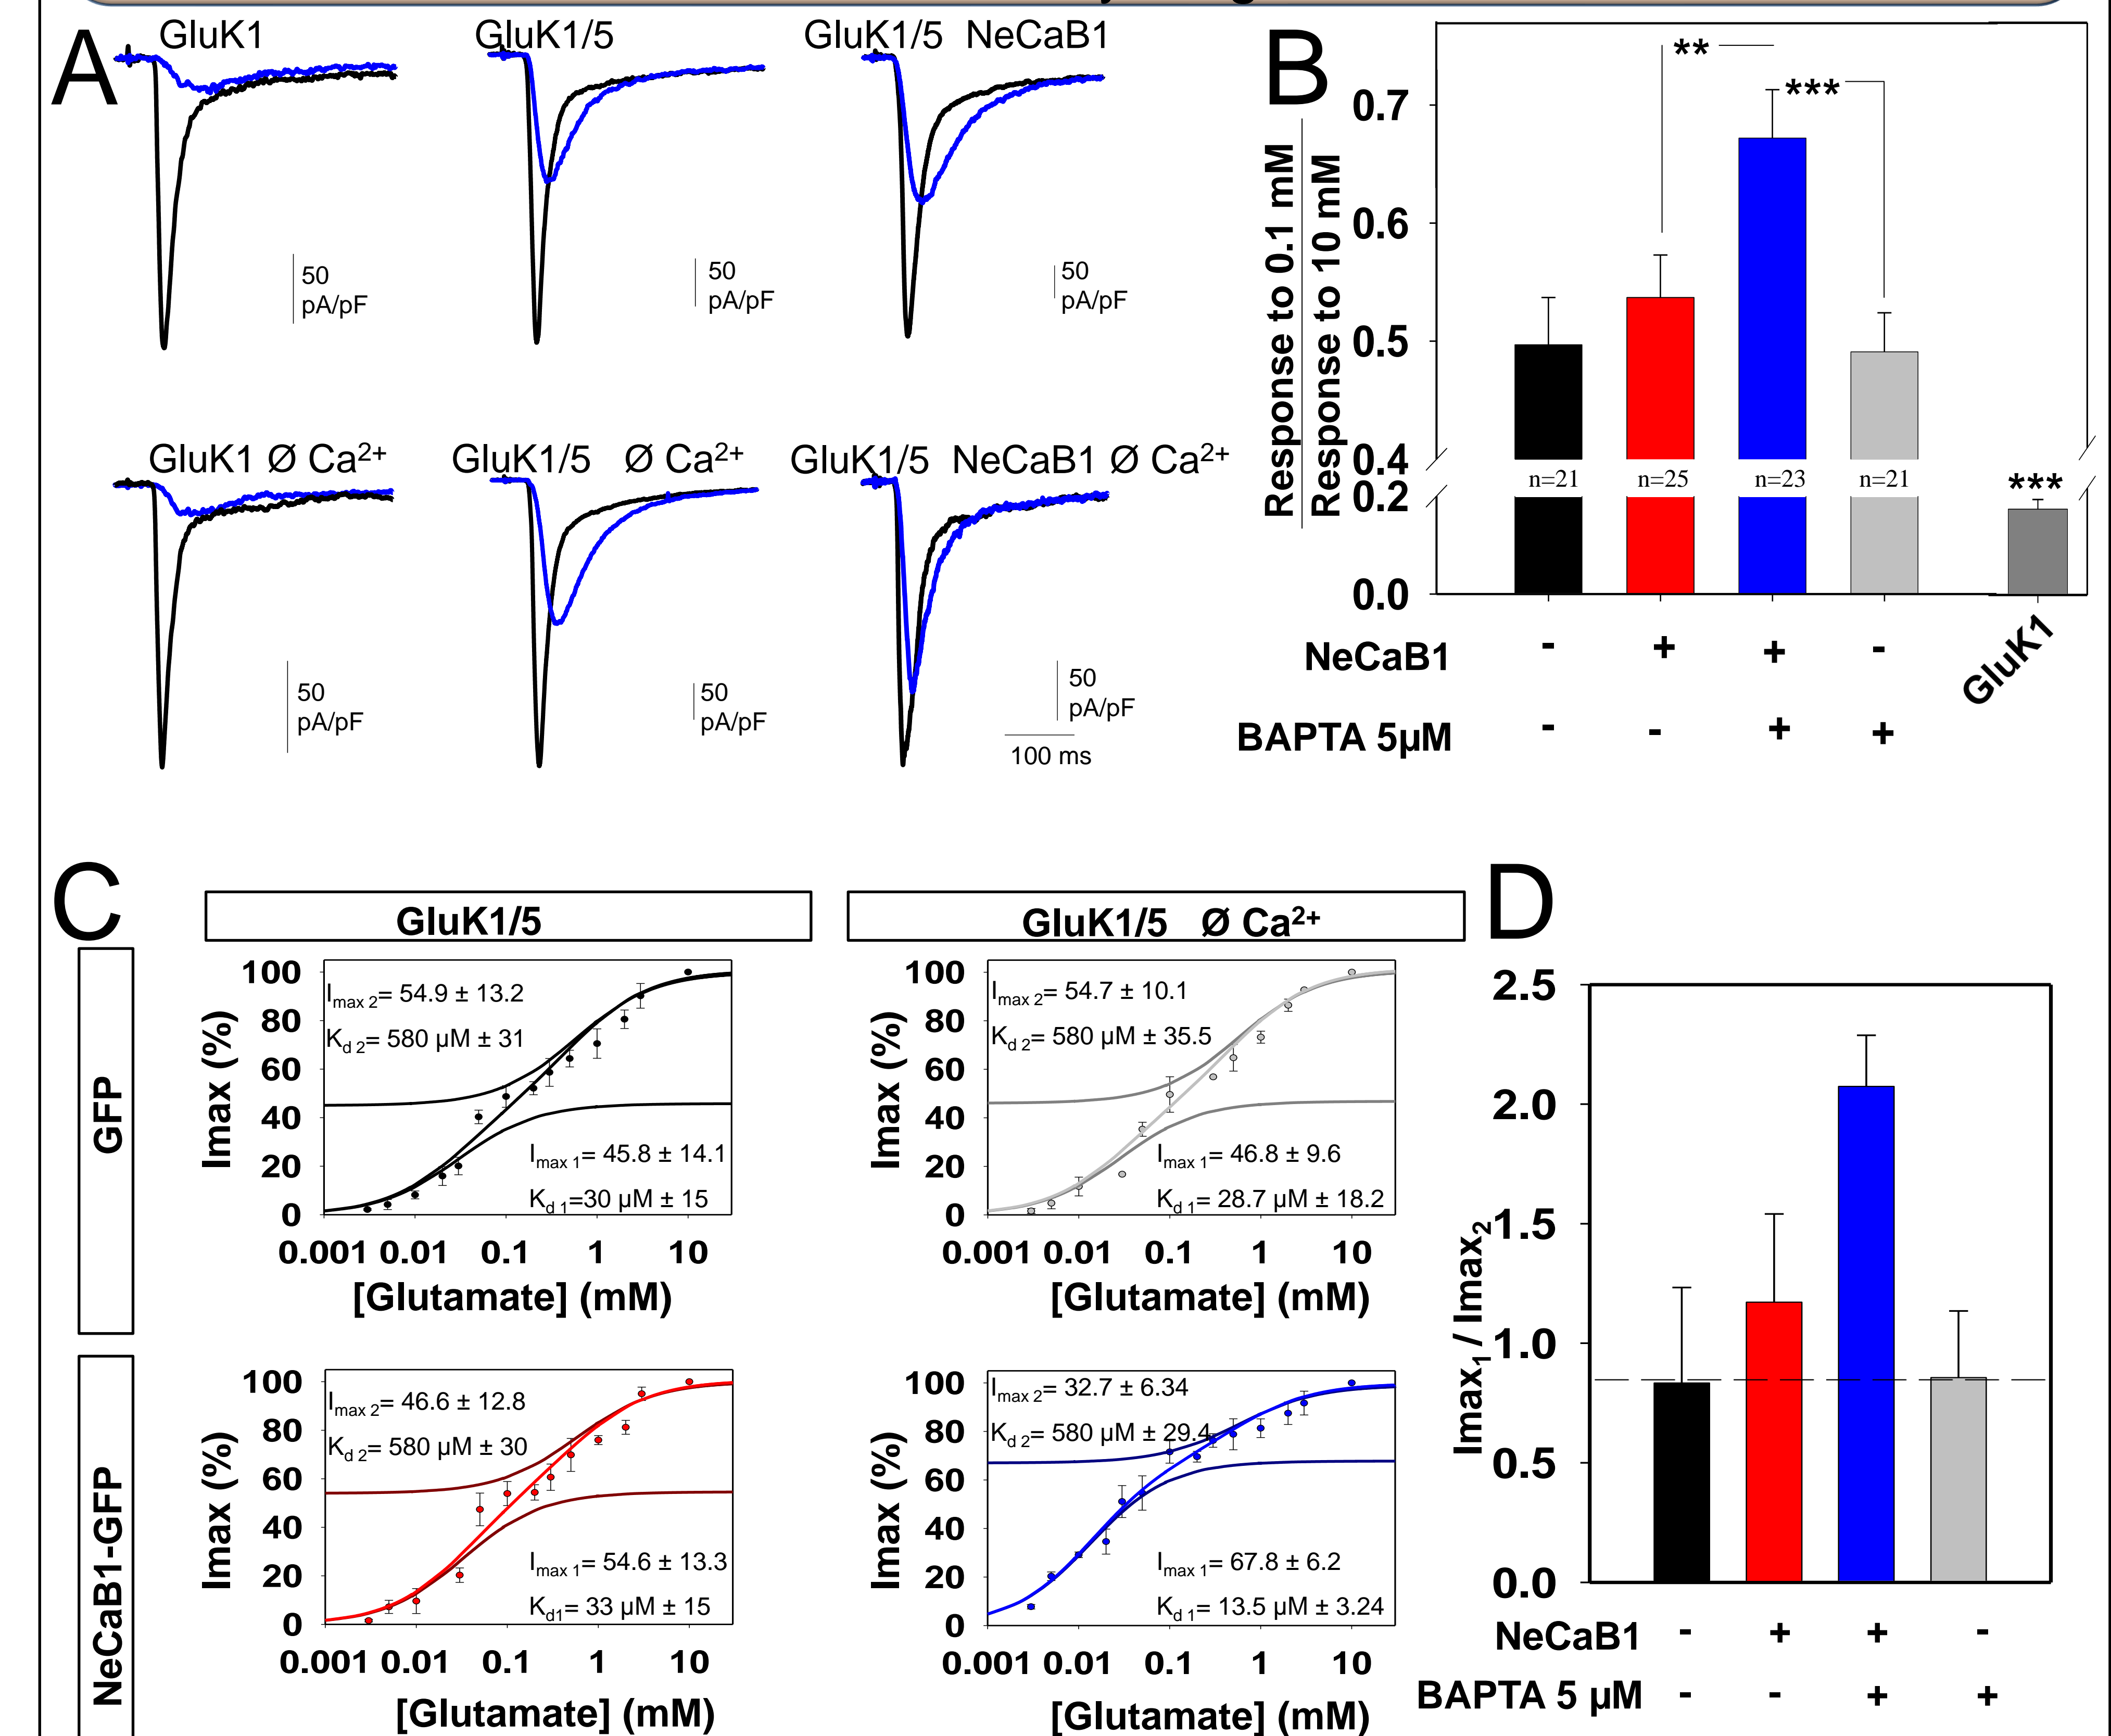 A
GluK1
GluK1/5
GluK1/5 NeCaB1
50
pA/pF
50
pA/pF
50
pA/pF
GluK1 Ø Ca2+
GluK1/5 Ø Ca2+
GluK1/5 NeCaB1 Ø Ca2+
50
pA/pF
50
pA/pF
50
pA/pF
100 ms
B
Response to 0.1 mM
Response to 10 mM
**
***
0.7
0.6
0.5
0.4
0.2
0.0
n=21
n=25
n=23
n=21
***
NeCaB1 - + + -
GluK1
BAPTA 5µM - - + +
C
GluK1/5
GluK1/5 Ø Ca2+
GFP
Imax (%)
100
80
60
40
20
0
Imax 2= 54.9 ± 13.2
Kd 2= 580 µM ± 31
Imax 1= 45.8 ± 14.1
Kd 1=30 µM ± 15
0.001 0.01 0.1 1 10
[Glutamate] (mM)
Imax (%)
100
80
60
40
20
0
Imax 2= 54.7 ± 10.1
Kd 2= 580 µM ± 35.5
Imax 1= 46.8 ± 9.6
Kd 1= 28.7 µM ± 18.2
0.001 0.01 0.1 1 10
[Glutamate] (mM)
NeCaB1-GFP
Imax (%)
100
80
60
40
20
0
Imax 2= 46.6 ± 12.8
Kd 2= 580 µM ± 30
Imax 1= 54.6 ± 13.3
Kd1= 33 µM ± 15
0.001 0.01 0.1 1 10
[Glutamate] (mM)
Imax (%)
100
80
60
40
20
0
Imax 2= 32.7 ± 6.34
Kd 2= 580 µM ± 29.4
Imax 1= 67.8 ± 6.2
Kd 1= 13.5 µM ± 3.24
0.001 0.01 0.1 1 10
[Glutamate] (mM)
D
Imax1 / Imax2
2.5
2.0
1.5
1.0
0.5
0.0
NeCaB1 - + + -
BAPTA 5 µM - - + +